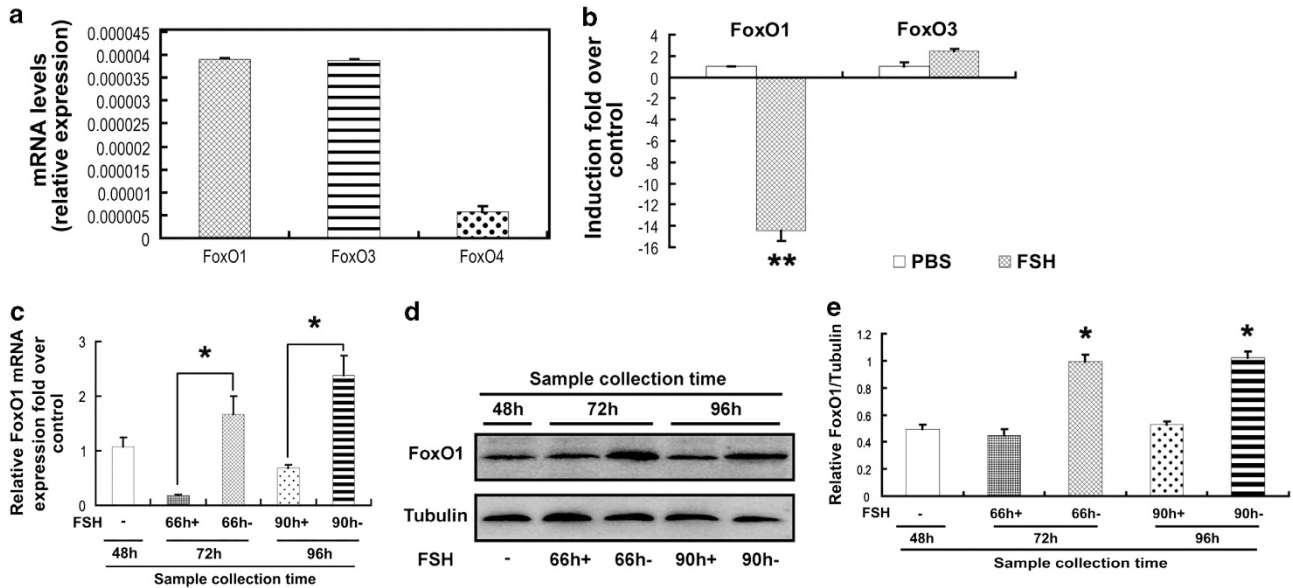 a
mRNA levels
(relative expression)
0.000045
0.00004
0.000035
0.00003
0.000025
0.00002
0.000015
0.00001
0.000005
0
FoxO1 FoxO3 FoxO4
b
FoxO1 FoxO3
Induction fold over
control
4
2
0
-2
-4
-6
-8
-10
-12
-14
-16
**
PBS FSH
c
Relative FoxO1 mRNA
expression fold over
control
3
2
1
0
* *
FSH - 66h+ 66h- 90h+ 90h-
48h 72h 96h
Sample collection time
d
Sample collection time
48h 72h 96h
FoxO1
Tubulin
FSH - 66h+ 66h- 90h+ 90h-
e
Relative FoxO1/Tubulin
1.2
1
0.8
0.6
0.4
0.2
0
* *
FSH - 66h+ 66h- 90h+ 90h-
48h 72h 96h
Sample collection time